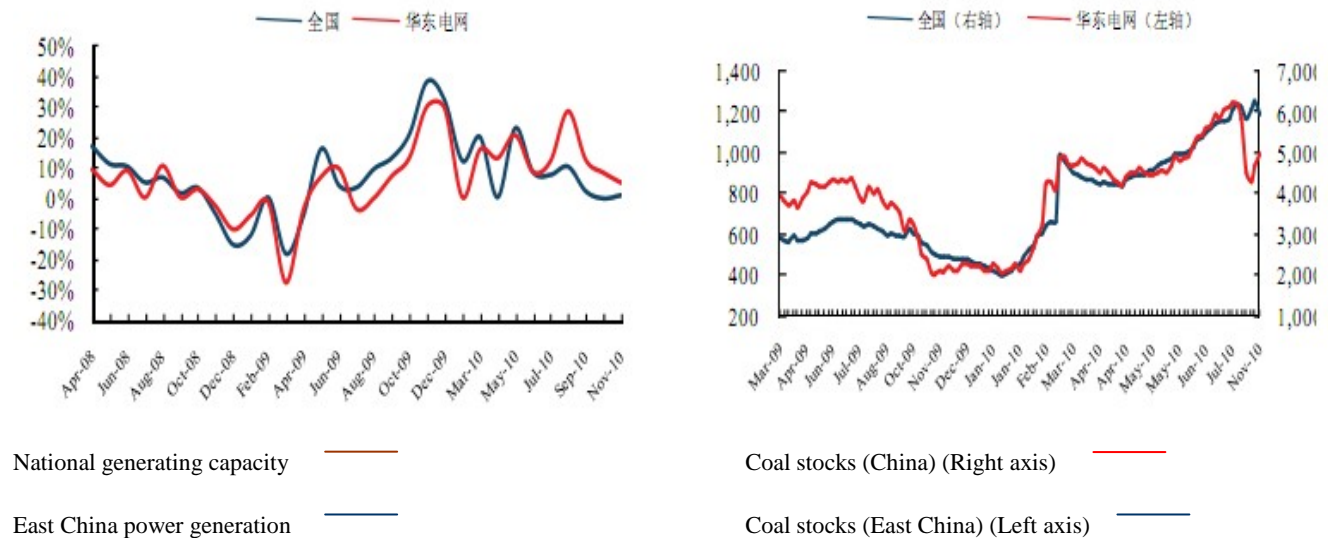 全国 华东电网
50%
40%
30%
20%
10%
0%
-10%
-20%
-30%
-40%
Apr-08 Jun-08 Aug-08 Oct-08 Dec-08 Feb-09 Apr-09 Jun-09 Aug-09 Oct-09 Dec-09 Mar-10 May-10 Jul-10 Sep-10 Nov-10
全国（右轴） 华东电网（左轴）
1,400 7,000
1,200 6,000
1,000 5,000
800 4,000
600 3,000
400 2,000
200 1,000
Mar-09 Apr-09 Jun-09 Jul-09 Aug-09 Oct-09 Nov-09 Dec-09 Jan-10 Feb-10 Mar-10 Apr-10 Apr-10 May-10 May-10 Jun-10 Jul-10 Nov-10
National generating capacity
East China power generation
Coal stocks (China) (Right axis)
Coal stocks (East China) (Left axis)